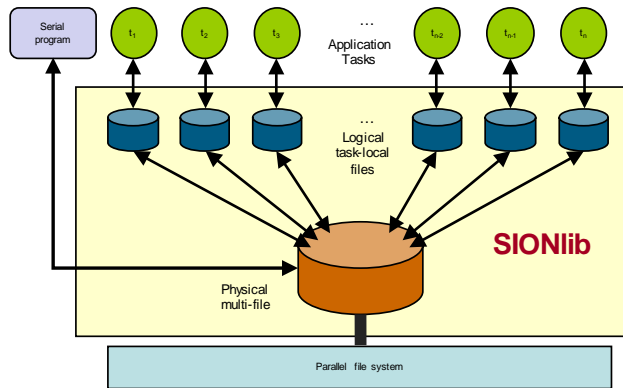 Serial
program
t1
t2
t3
…
Application
Tasks
tn-2
tn-1
tn
…
Logical
task-local
files
SIONlib
Physical
multi-file
Parallel file system